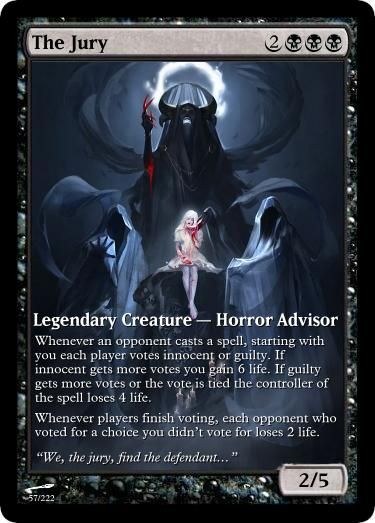 The Jury 2
Legendary Creature — Horror Advisor
Whenever an opponent casts a spell, starting with
you each player votes innocent or guilty. If
innocent gets more votes you gain 6 life. If guilty
gets more votes or the vote is tied the controller of
the spell loses 4 life.
Whenever players finish voting, each opponent who
voted for a choice you didn’t vote for loses 2 life.
“We, the jury, find the defendant…”
57/222
2/5